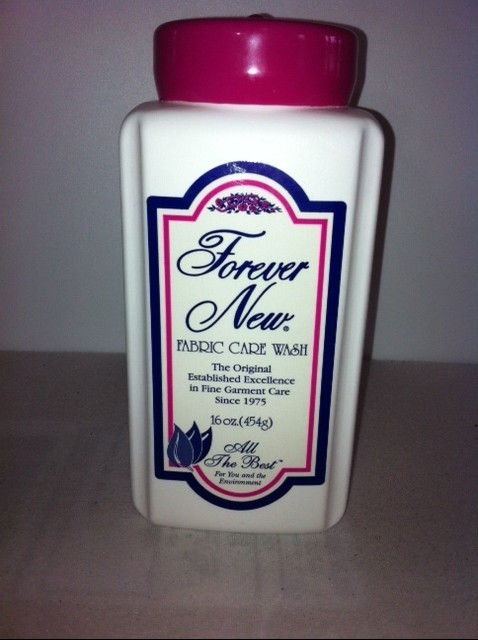 Forever
New®
FABRIC CARE WASH
The Original
Established Excellence
in Fine Garment Care
Since 1975
16 oz.(454g)
All
The Best™
For You and the
Environment